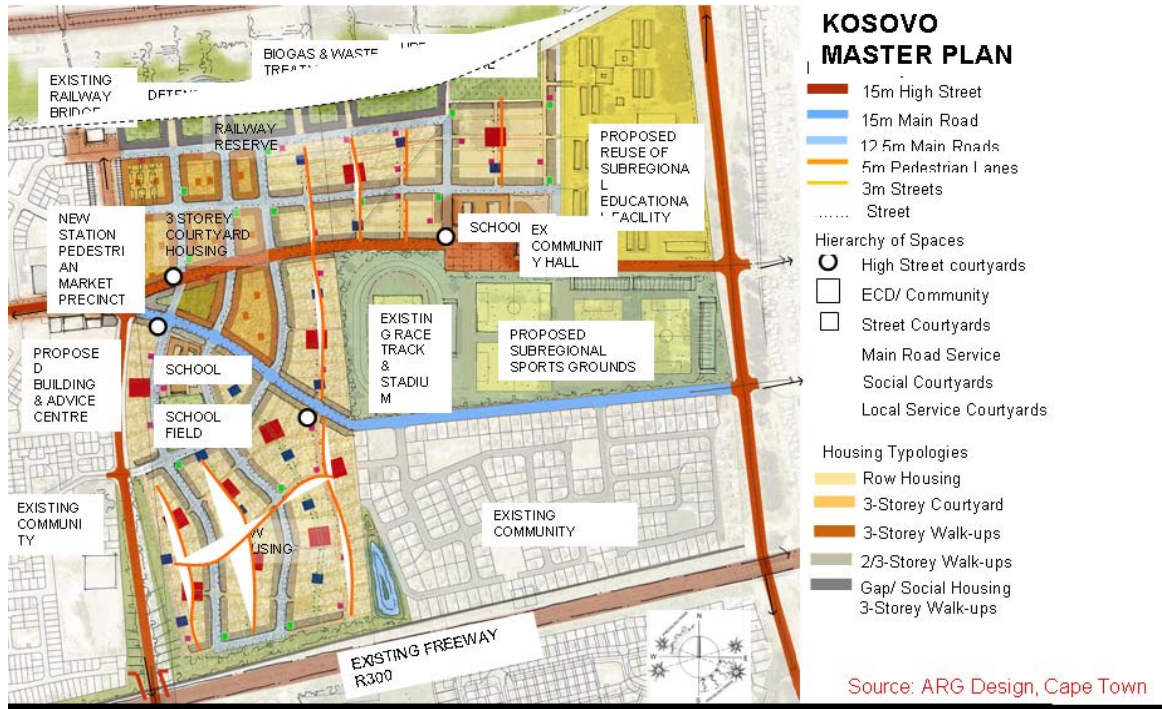 KOSOVO
MASTER PLAN
15m High Street
15m Main Road
12.5m Main Roads
5m Pedestrian Lanes
3m Streets
Street
Hierarchy of Spaces
High Street courtyards
ECD/ Community
Street Courtyards
Main Road Service
Social Courtyards
Local Service Courtyards
Housing Typologies
Row Housing
3-Storey Courtyard
3-Storey Walk-ups
2/3-Storey Walk-ups
Gap/ Social Housing
3-Storey Walk-ups
Source: ARG Design, Cape Town
BIOGAS & WASTE
EXISTING
RAILWAY
BRIDGE
RAILWAY
RESERVE
PROPOSED
REUSE OF
SUBREGIONA
L
EDUCATIONA
L FACILITY
NEW
STATION
PEDESTRI
AN
MARKET
PRECINCT
3 STOREY
COURTYARD
HOUSING
SCHOOL
EX
COMMUNIT
Y HALL
EXISTIN
G RACE
TRACK
&
STADIU
M
PROPOSED
SUBREGIONAL
SPORTS GROUNDS
PROPOSE
D
BUILDING
& ADVICE
CENTRE
SCHOOL
SCHOOL
FIELD
EXISTING
COMMUNI
TY
EXISTING
COMMUNITY
EXISTING FREEWAY
R300
N
W
E
S